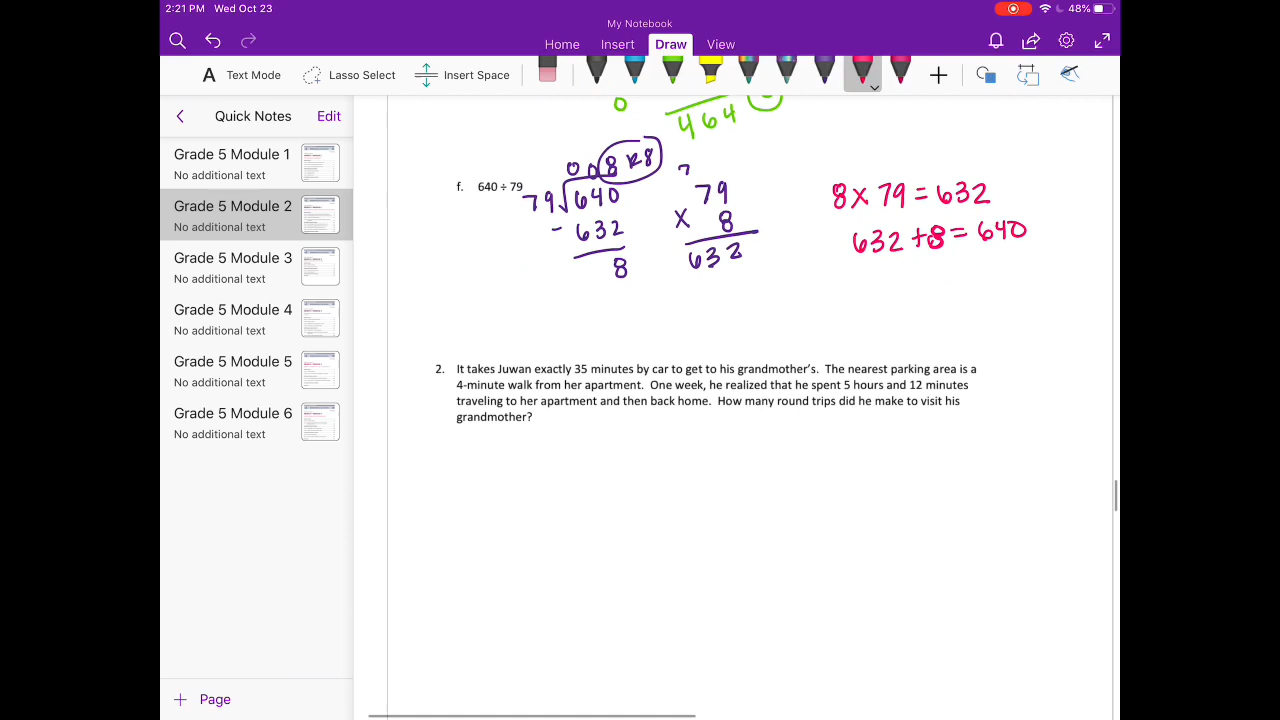 2:21 PM Wed Oct 23
48%
My Notebook
Home Insert Draw View
Text Mode Lasso Select Insert Space
Quick Notes Edit
Grade 5 Module 1
No additional text
Grade 5 Module 2
No additional text
Grade 5 Module 3
No additional text
Grade 5 Module 4
No additional text
Grade 5 Module 5
No additional text
Grade 5 Module 6
No additional text
Page
0
464
f. 640 ÷ 79
008 R8
79 640
- 632
8
7
79
x 8
632
8 x 79 = 632
632 + 8 = 640
2. It takes Juwan exactly 35 minutes by car to get to his grandmother's. The nearest parking area is a
4-minute walk from her apartment. One week, he realized that he spent 5 hours and 12 minutes
traveling to her apartment and then back home. How many round trips did he make to visit his
grandmother?